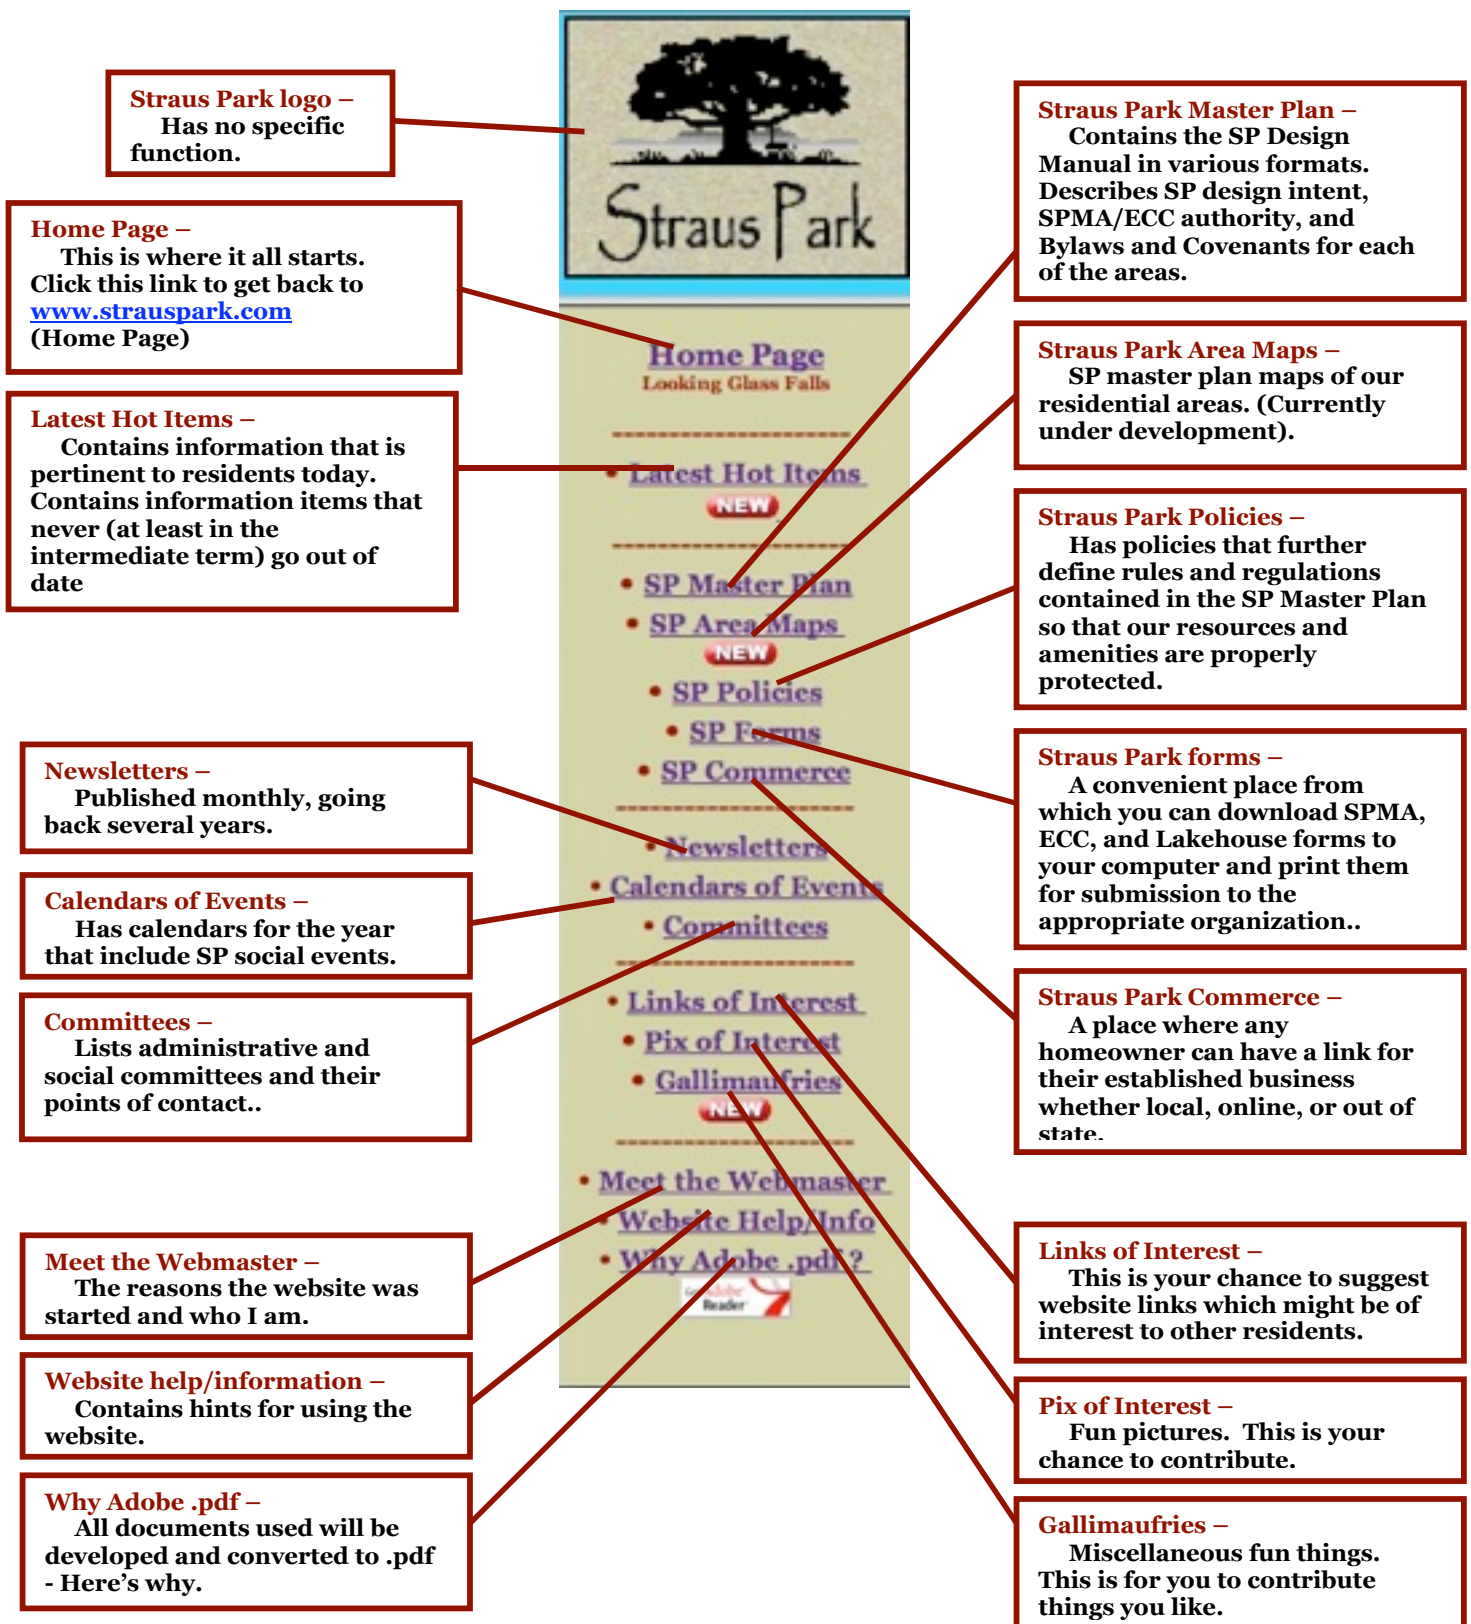 Straus Park
Home Page
Looking Glass Falls
--------------------
• Latest Hot Items
NEW
--------------------
• SP Master Plan
• SP Area Maps
NEW
• SP Policies
• SP Forms
• SP Commerce
--------------------
• Newsletters
• Calendars of Events
• Committees
--------------------
• Links of Interest
• Pix of Interest
• Gallimaufries
NEW
--------------------
• Meet the Webmaster
• Website Help/Info
• Why Adobe .pdf ?
Get Adobe
Reader
Straus Park logo –
Has no specific
function.
Home Page –
This is where it all starts.
Click this link to get back to
www.strauspark.com
(Home Page)
Latest Hot Items –
Contains information that is
pertinent to residents today.
Contains information items that
never (at least in the
intermediate term) go out of
date
Newsletters –
Published monthly, going
back several years.
Calendars of Events –
Has calendars for the year
that include SP social events.
Committees –
Lists administrative and
social committees and their
points of contact..
Meet the Webmaster –
The reasons the website was
started and who I am.
Website help/information –
Contains hints for using the
website.
Why Adobe .pdf –
All documents used will be
developed and converted to .pdf
- Here’s why.
Straus Park Master Plan –
Contains the SP Design
Manual in various formats.
Describes SP design intent,
SPMA/ECC authority, and
Bylaws and Covenants for each
of the areas.
Straus Park Area Maps –
SP master plan maps of our
residential areas. (Currently
under development).
Straus Park Policies –
Has policies that further
define rules and regulations
contained in the SP Master Plan
so that our resources and
amenities are properly
protected.
Straus Park forms –
A convenient place from
which you can download SPMA,
ECC, and Lakehouse forms to
your computer and print them
for submission to the
appropriate organization..
Straus Park Commerce –
A place where any
homeowner can have a link for
their established business
whether local, online, or out of
state.
Links of Interest –
This is your chance to suggest
website links which might be of
interest to other residents.
Pix of Interest –
Fun pictures.  This is your
chance to contribute.
Gallimaufries –
Miscellaneous fun things.
This is for you to contribute
things you like.